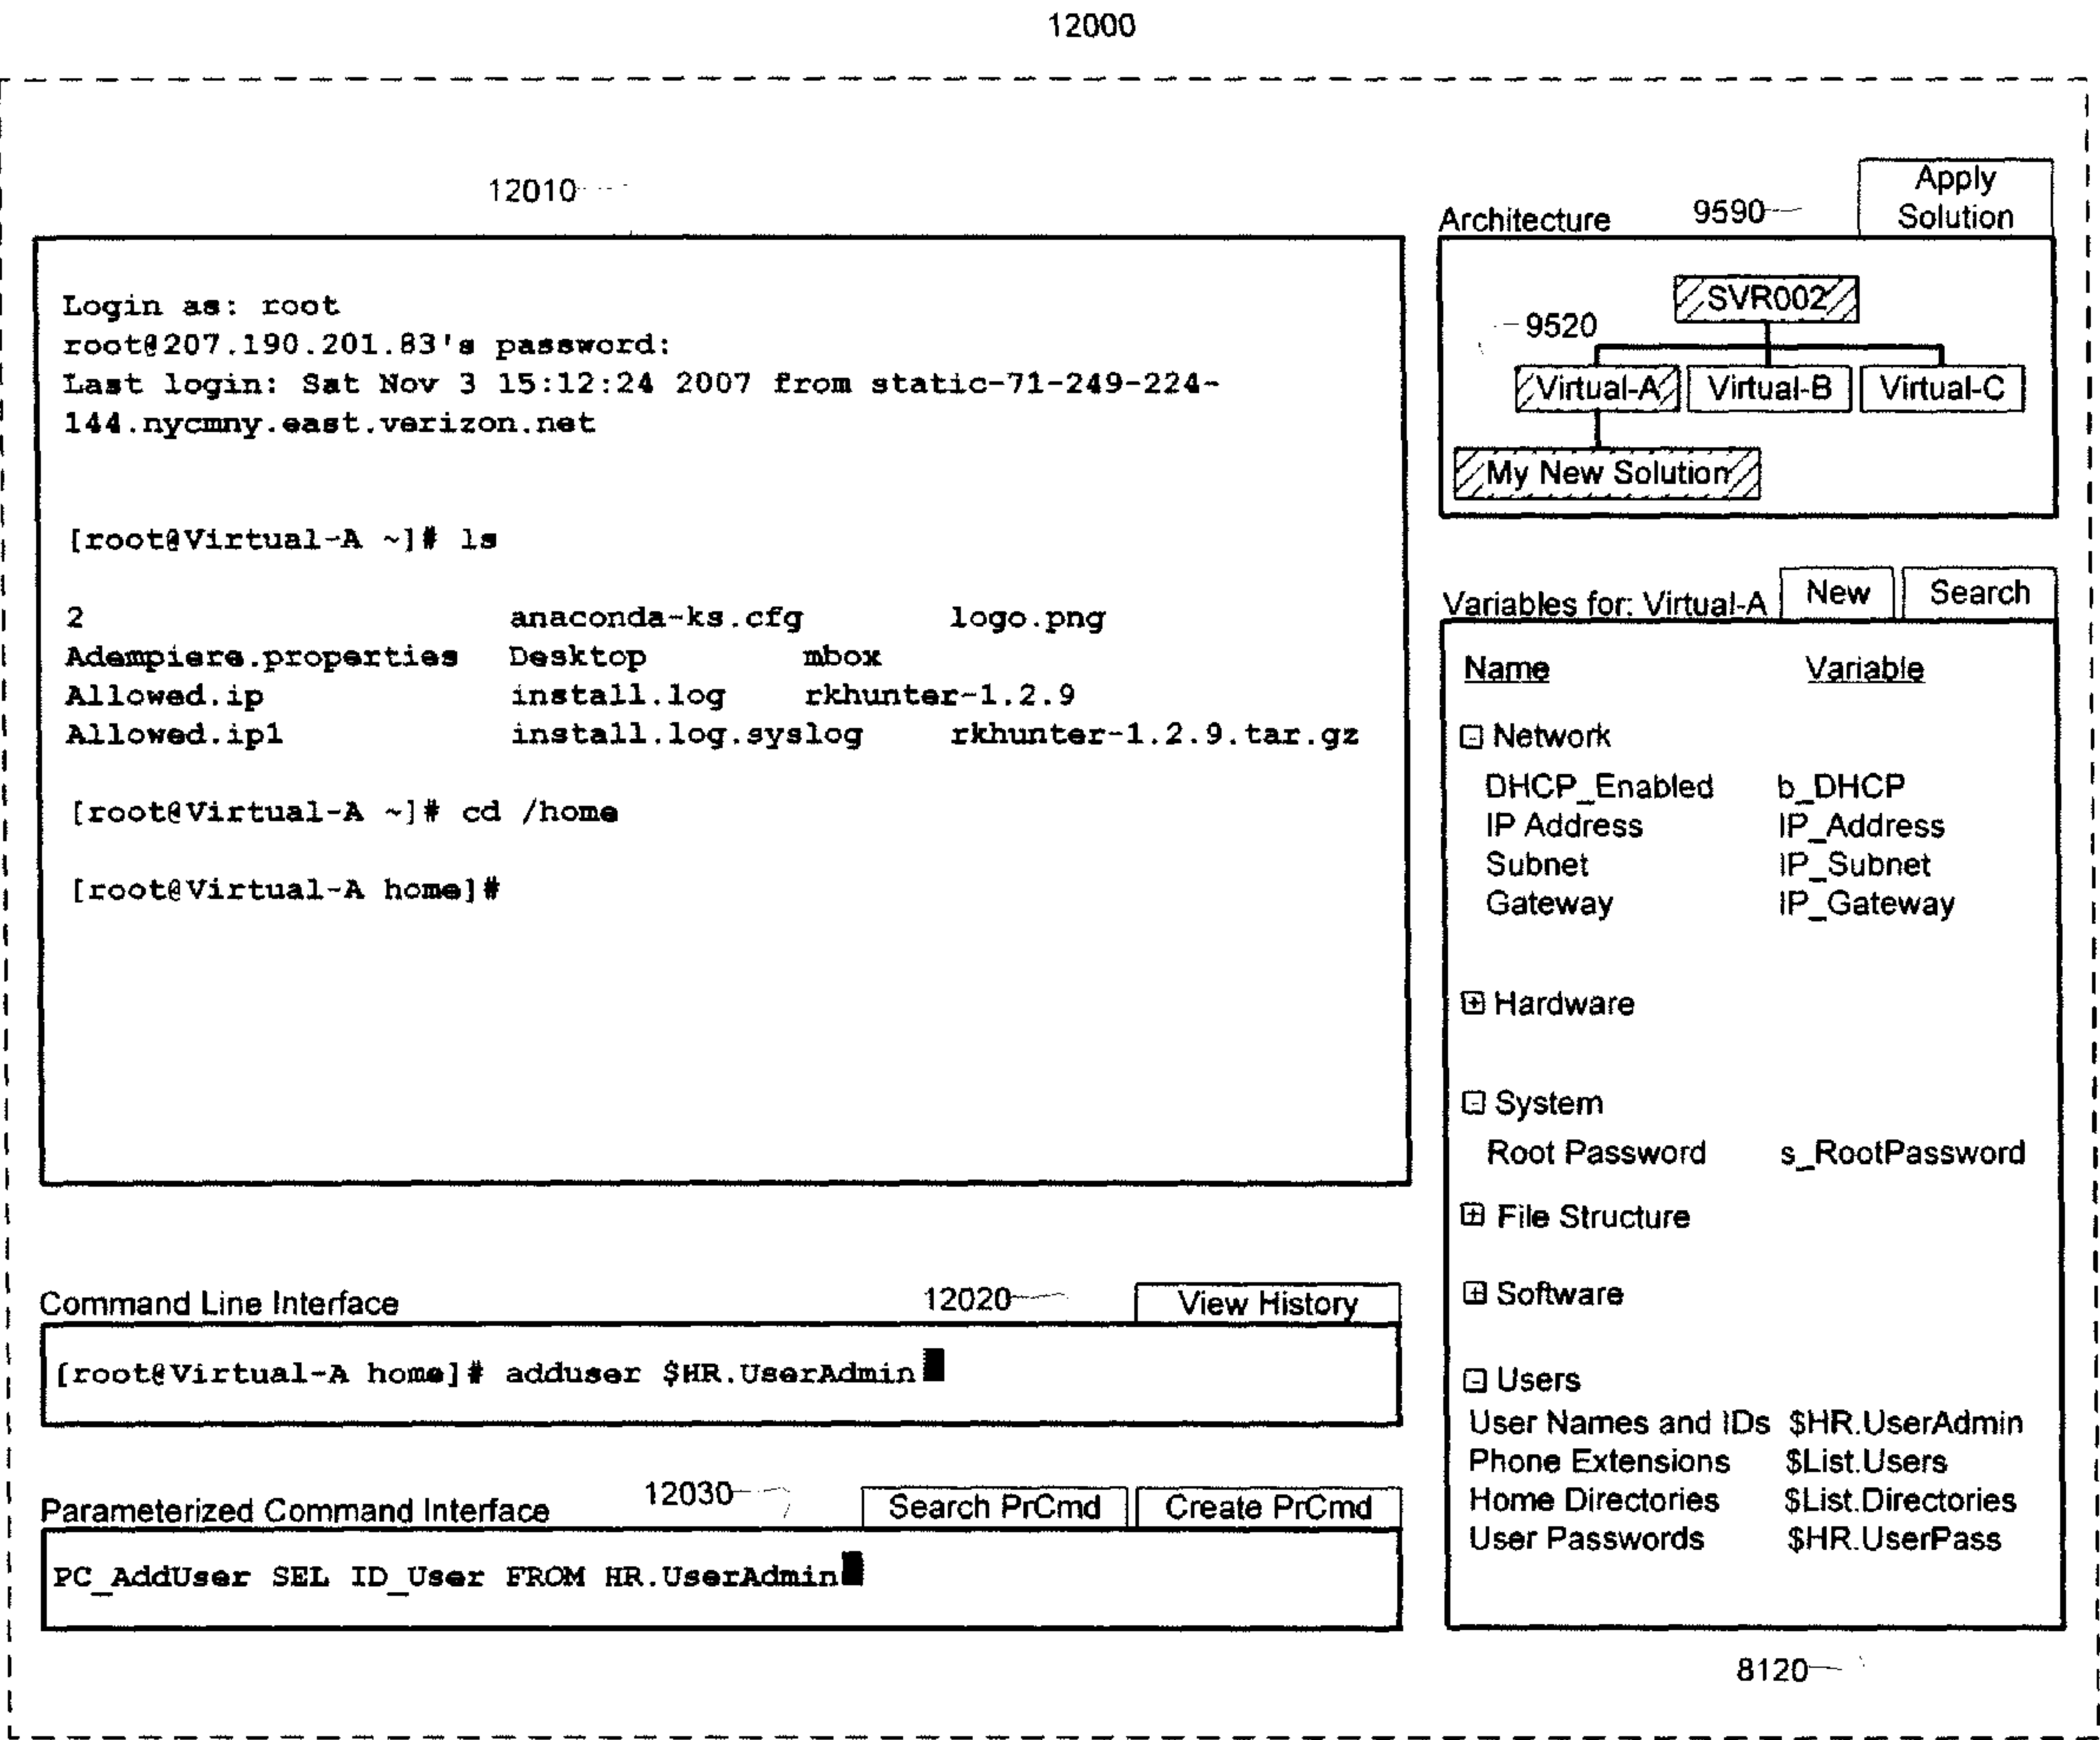 12000
12010
Login as: root
root@207.190.201.83's password:
Last login: Sat Nov 3 15:12:24 2007 from static-71-249-224-
144.nycmny.east.verizon.net
[root@Virtual-A ~]# ls
2 anaconda-ks.cfg logo.png
Adempiere.properties Desktop mbox
Allowed.ip install.log rkhunter-1.2.9
Allowed.ip1 install.log.syslog rkhunter-1.2.9.tar.gz
[root@Virtual-A ~]# cd /home
[root@Virtual-A home]#
Command Line Interface 12020 View History
[root@Virtual-A home]# adduser $HR.UserAdmin
Parameterized Command Interface 12030 Search PrCmd Create PrCmd
PC_AddUser SEL ID_User FROM HR.UserAdmin
Architecture 9590 Apply
Solution
SVR002
9520
Virtual-A Virtual-B Virtual-C
My New Solution
Variables for: Virtual-A New Search
Name Variable
Network
DHCP_Enabled b_DHCP
IP Address IP_Address
Subnet IP_Subnet
Gateway IP_Gateway
Hardware
System
Root Password s_RootPassword
File Structure
Software
Users
User Names and IDs $HR.UserAdmin
Phone Extensions $List.Users
Home Directories $List.Directories
User Passwords $HR.UserPass
8120